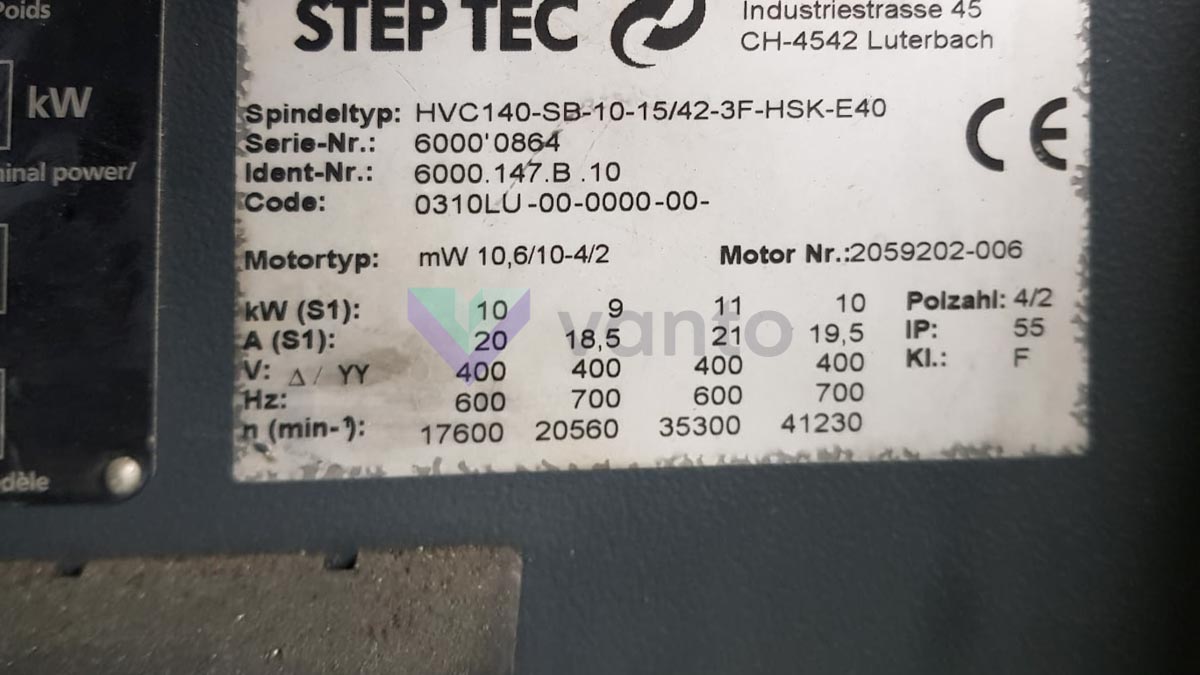 Poids
kW
inal power/
dèle
STEP TEC
Industriestrasse 45
CH-4542 Luterbach
Spindeltyp: HVC140-SB-10-15/42-3F-HSK-E40
Serie-Nr.: 6000'0864
Ident-Nr.: 6000.147.B .10
Code: 0310LU-00-0000-00-
CE
Motortyp: mW 10,6/10-4/2 Motor Nr.:2059202-006
kW (S1): 10 9 11 10 Polzahl: 4/2
A (S1): 20 18,5 21 19,5 IP: 55
V: Δ/ YY 400 400 400 400 Kl.: F
Hz: 600 700 600 700
n (min-¹): 17600 20560 35300 41230
vanto